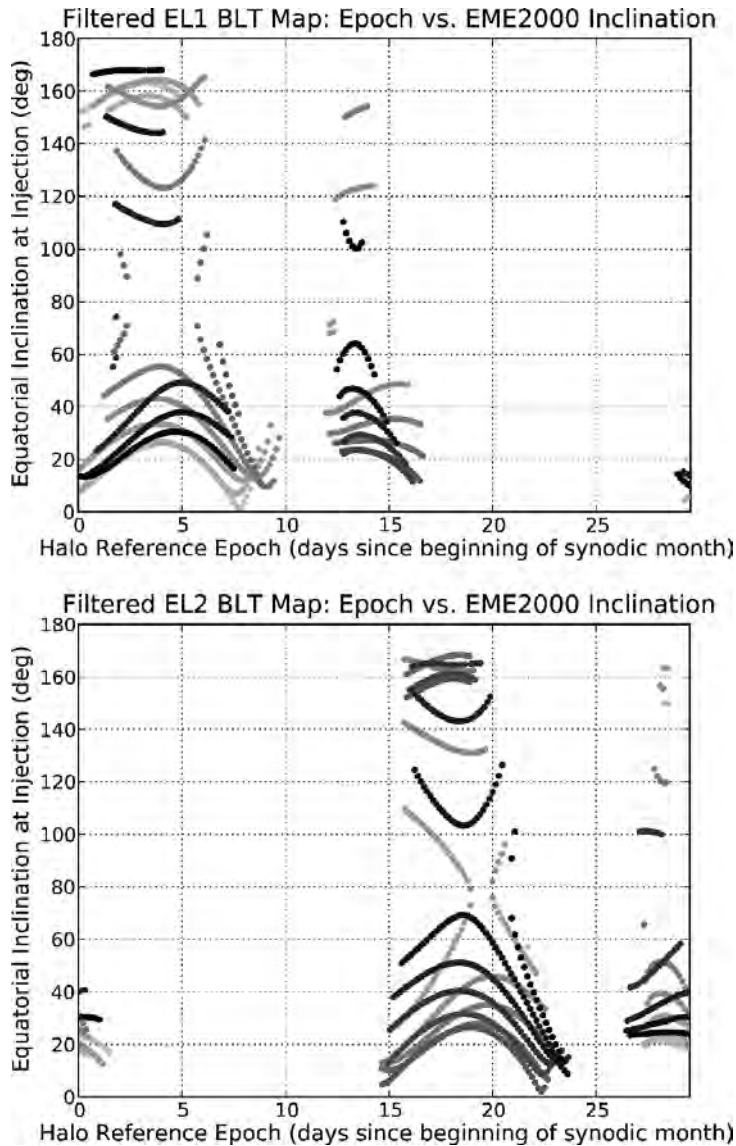 Filtered EL1 BLT Map: Epoch vs. EME2000 Inclination
Equatorial Inclination at Injection (deg)
180
160
140
120
100
80
60
40
20
0
0 5 10 15 20 25
Halo Reference Epoch (days since beginning of synodic month)
Filtered EL2 BLT Map: Epoch vs. EME2000 Inclination
Equatorial Inclination at Injection (deg)
180
160
140
120
100
80
60
40
20
0
0 5 10 15 20 25
Halo Reference Epoch (days since beginning of synodic month)